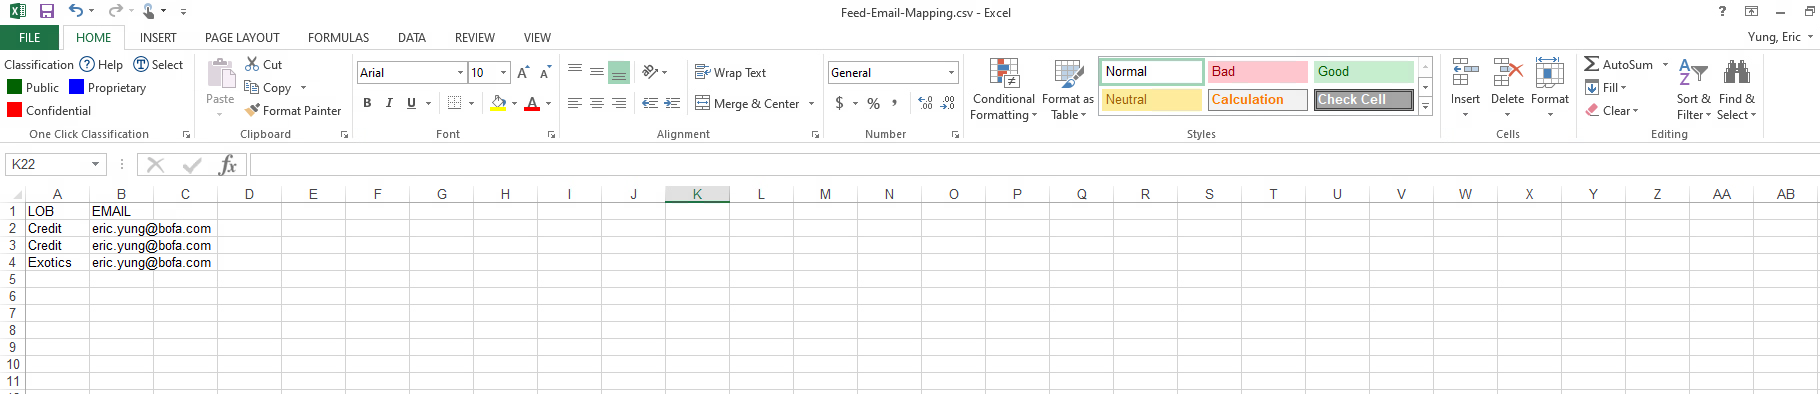 Feed-Email-Mapping.csv - Excel
?
FILE HOME INSERT PAGE LAYOUT FORMULAS DATA REVIEW VIEW
Yung, Eric
Classification ? Help Select
Public Proprietary
Confidential
One Click Classification
Paste
Cut
Copy
Format Painter
Clipboard
Arial 10 A A
B I U A
Font
Wrap Text
Merge & Center
Alignment
General
$ % , .0 .00 .00 .0
Number
Conditional Formatting
Format as Table
Normal Bad Good
Neutral Calculation Check Cell
Styles
Insert Delete Format
Cells
AutoSum
Fill
Clear
Sort & Filter
Find & Select
Editing
K22 fx
A B C D E F G H I J K L M N O P Q R S T U V W X Y Z AA AB
1 LOB EMAIL
2 Credit eric.yung@bofa.com
3 Credit eric.yung@bofa.com
4 Exotics eric.yung@bofa.com
5
6
7
8
9
10
11